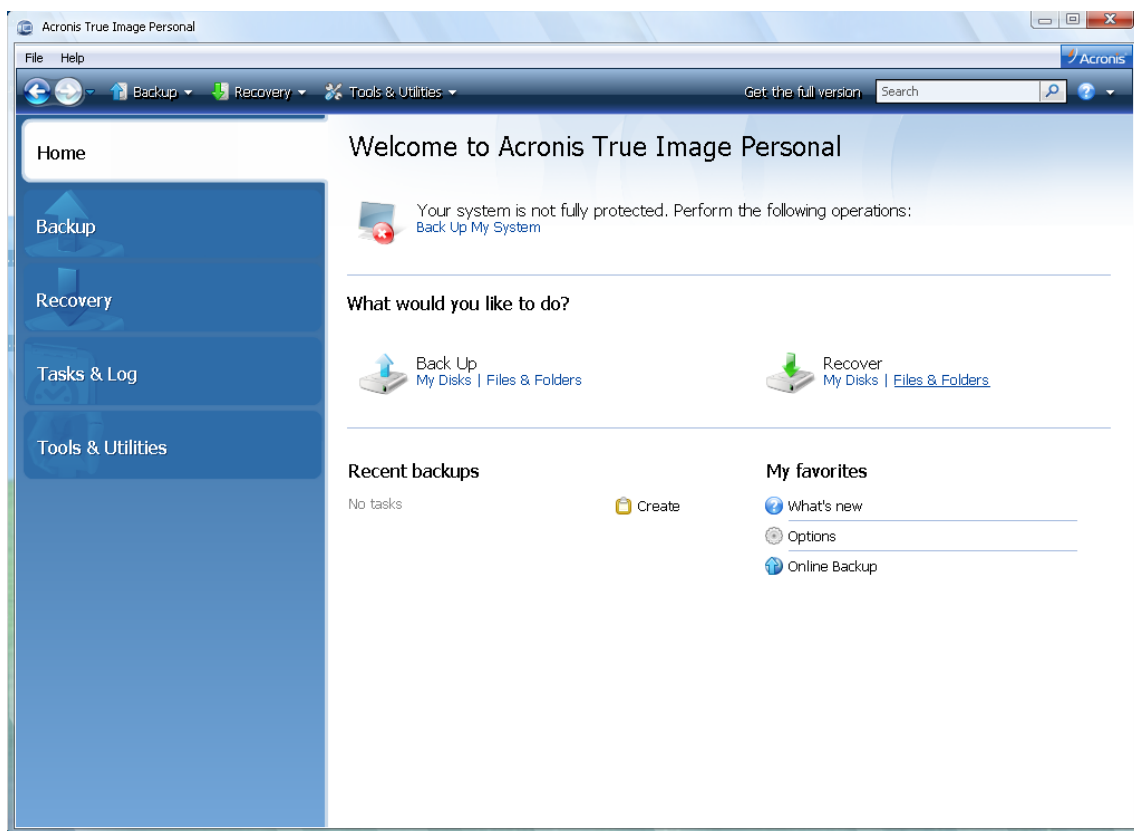 Acronis True Image Personal
File Help
Acronis
Backup Recovery Tools & Utilities Get the full version Search
Home
Backup
Recovery
Tasks & Log
Tools & Utilities
Welcome to Acronis True Image Personal
Your system is not fully protected. Perform the following operations:
Back Up My System
What would you like to do?
Back Up
My Disks | Files & Folders
Recover
My Disks | Files & Folders
Recent backups
No tasks
Create
My favorites
What's new
Options
Online Backup